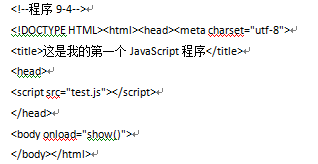 <!--程序 9-4-->
<!DOCTYPE HTML><html><head><meta charset="utf-8">
<title>这是我的第一个 JavaScript 程序</title>
<head>
<script src="test.js"></script>
</head>
<body onload="show()">
</body></html>